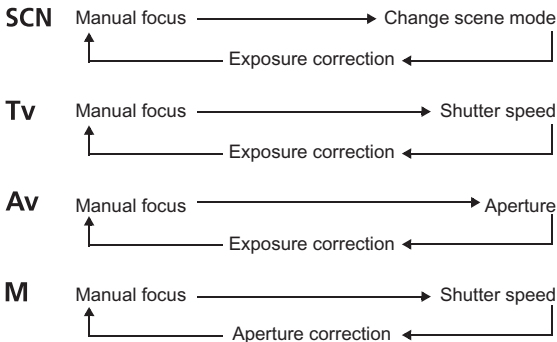 SCN Manual focus Change scene mode
Exposure correction
Tv Manual focus Shutter speed
Exposure correction
Av Manual focus Aperture
Exposure correction
M Manual focus Shutter speed
Aperture correction